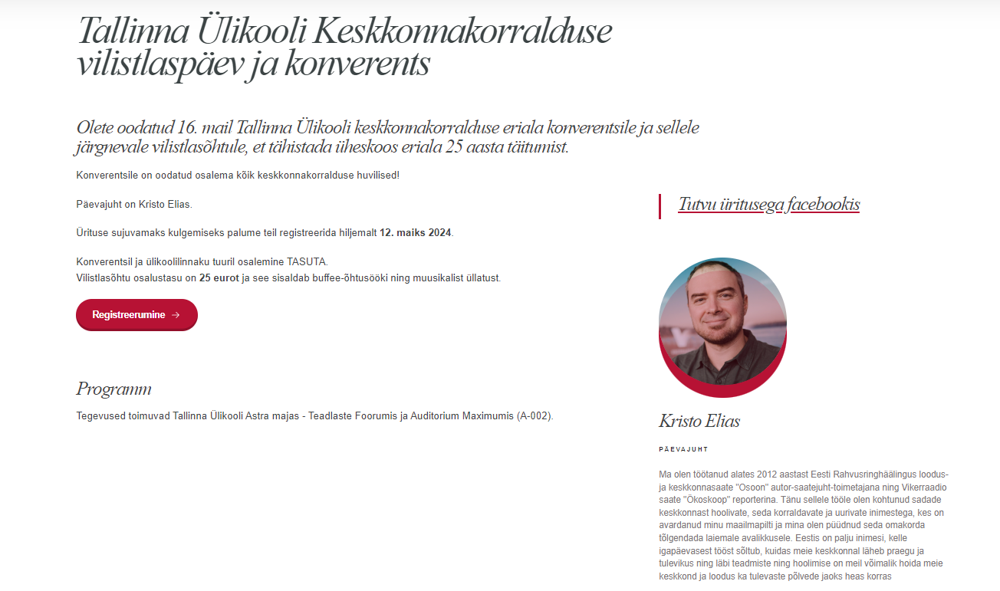 Tallinna Ülikooli Keskkonnakorralduse
vilistlaspäev ja konverents
Olete oodatud 16. mail Tallinna Ülikooli keskkonnakorralduse eriala konverentsile ja sellele
järgnevale vilistlasõhtule, et tähistada üheskoos eriala 25 aasta täitumist.
Konverentsile on oodatud osalema kõik keskkonnakorralduse huvilised!
Päevajuht on Kristo Elias.
Ürituse sujuvamaks kulgemiseks palume teil registreerida hiljemalt 12. maiks 2024.
Konverentsil ja ülikoolilinnaku tuuril osalemine TASUTA.
Vilistlasõhtu osalustasu on 25 eurot ja see sisaldab buffee-õhtusööki ning muusikalist üllatust.
Registreerumine →
Programm
Tegevused toimuvad Tallinna Ülikooli Astra majas - Teadlaste Foorumis ja Auditorium Maximumis (A-002).
Tutvu üritusega facebookis
Kristo Elias
PÄEVAJUHT
Ma olen töötanud alates 2012 aastast Eesti Rahvusringhäälingus loodus-
ja keskkonnasaate "Osoon" autor-saatejuht-toimetajana ning Vikerraadio
saate "Ökoskoop" reporterina. Tänu sellele tööle olen kohtunud sadade
keskkonnast hoolivate, seda korraldavate ja uurivate inimestega, kes on
avardanud minu maailmapilti ja mina olen püüdnud seda omakorda
tõlgendada laiemale avalikkusele. Eestis on palju inimesi, kelle
igapäevasest tööst sõltub, kuidas meie keskkonnal läheb praegu ja
tulevikus ning läbi teadmiste ning hoolimise on meil võimalik hoida meie
keskkond ja loodus ka tulevaste põlvede jaoks heas korras